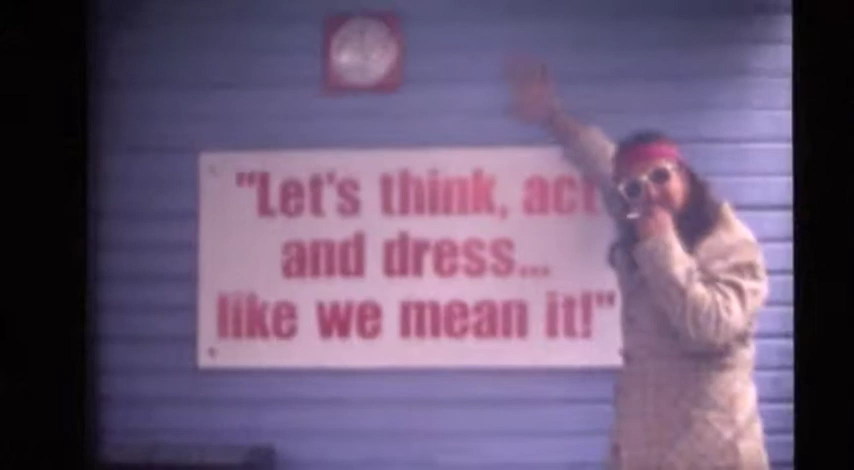 "Let's think, act
and dress...
like we mean it!"